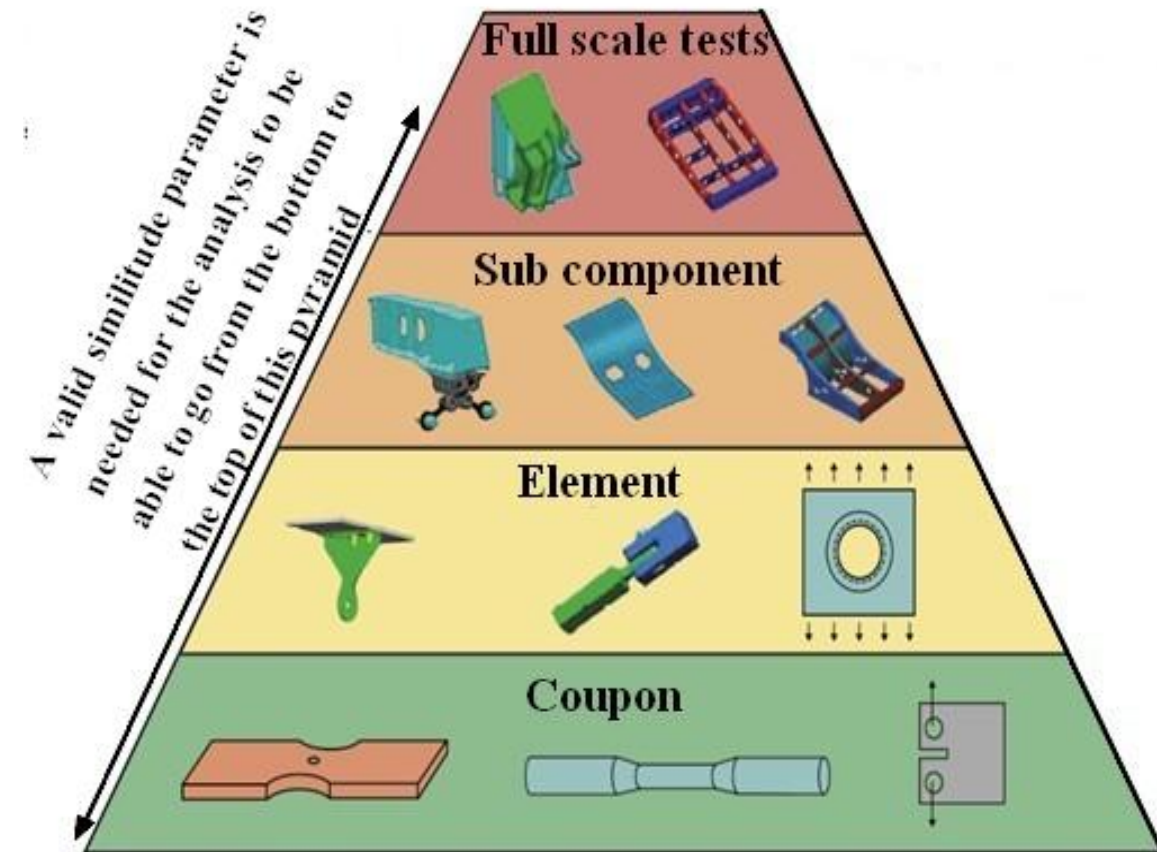 A valid similitude parameter is
needed for the analysis to be
able to go from the bottom to
the top of this pyramid
Full scale tests
Sub component
Element
Coupon